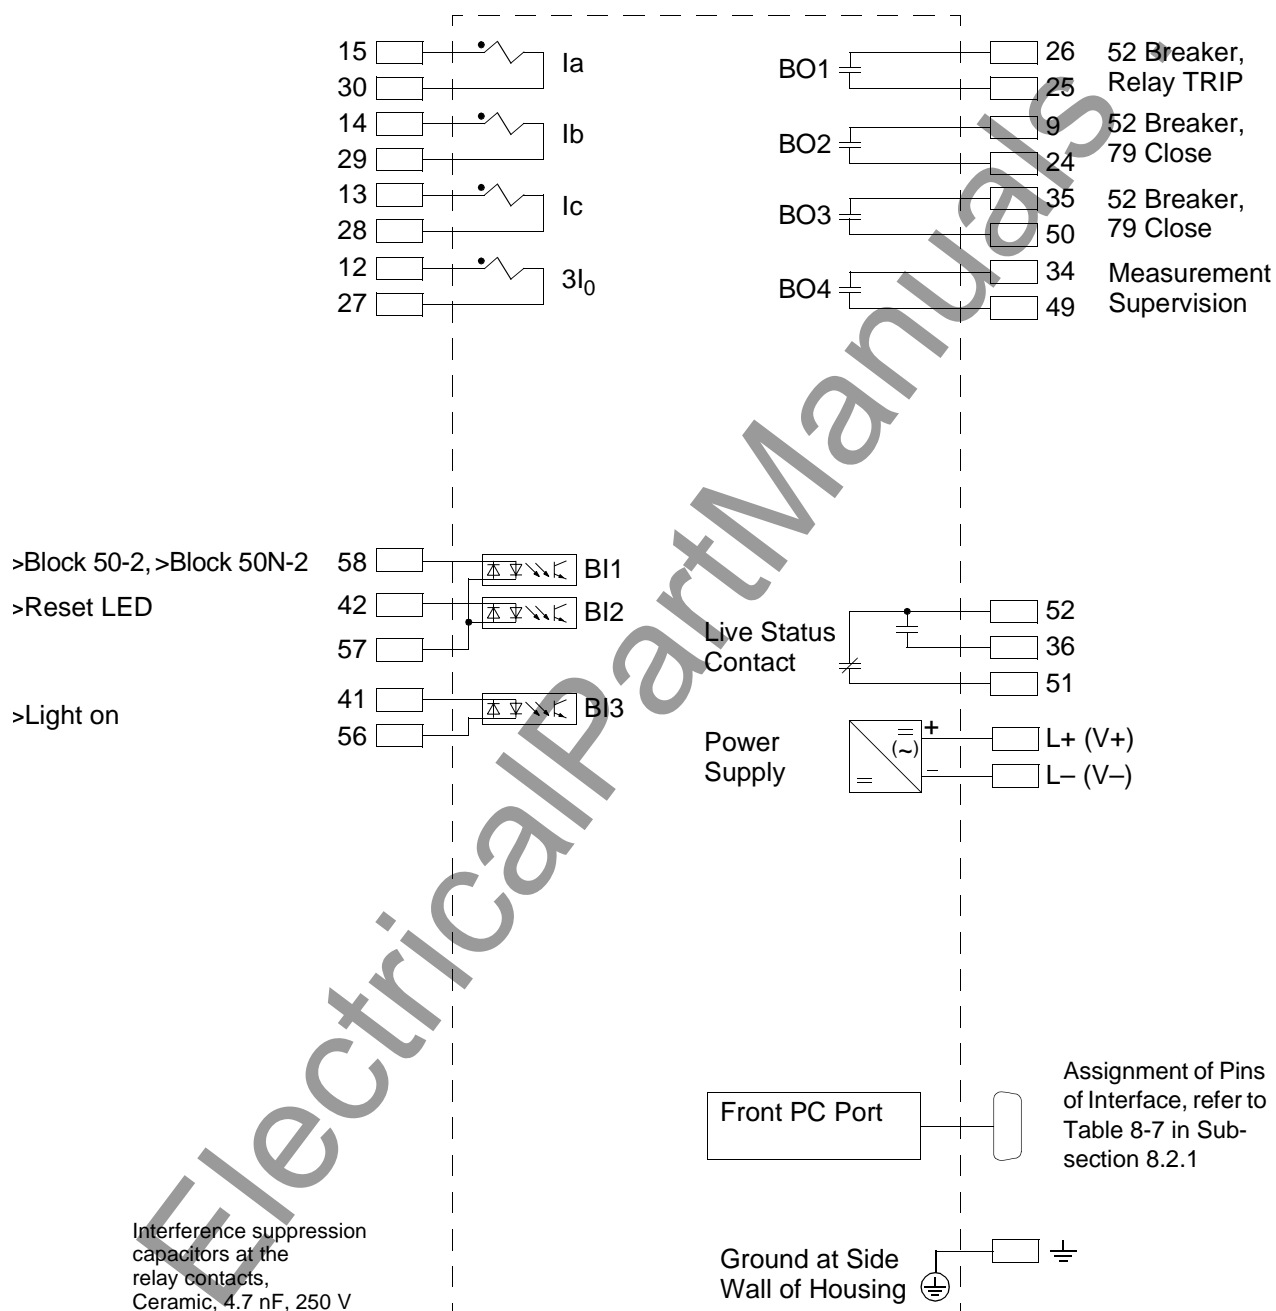 15
30
Ia
14
29
Ib
13
28
Ic
12
27
3I0
BO1
26
25
52 Breaker,
Relay TRIP
BO2
9
24
52 Breaker,
79 Close
BO3
35
50
52 Breaker,
79 Close
BO4
34
49
Measurement
Supervision
>Block 50-2, >Block 50N-2 58
BI1
>Reset LED 42
BI2
57
>Light on
41
56
BI3
Live Status
Contact
52
36
51
Power
Supply
+
(~)
–
L+ (V+)
L– (V–)
Front PC Port
Assignment of Pins
of Interface, refer to
Table 8-7 in Sub-
section 8.2.1
Interference suppression
capacitors at the
relay contacts,
Ceramic, 4.7 nF, 250 V
Ground at Side
Wall of Housing
ElectricalPartManuals